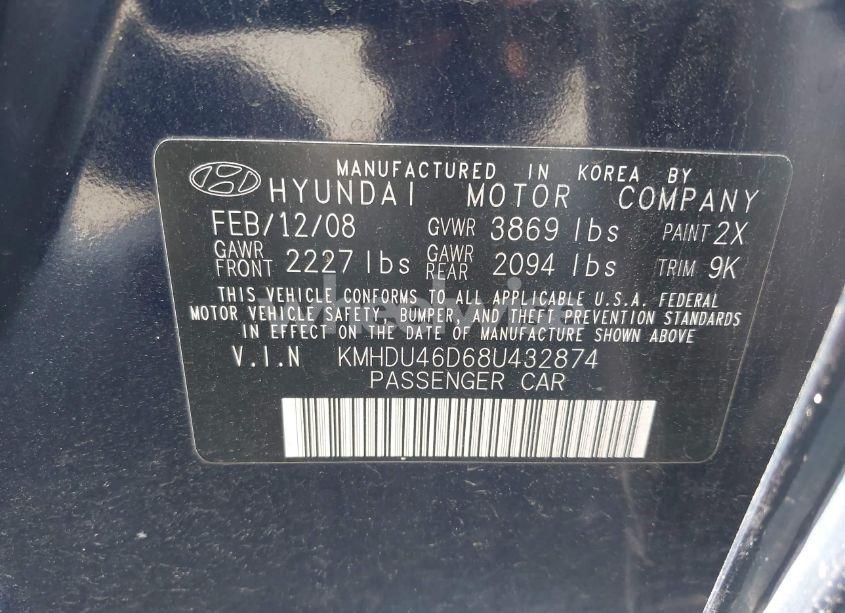 MANUFACTURED IN KOREA BY
HYUNDAI MOTOR COMPANY
FEB/12/08 GVWR 3869 lbs PAINT 2X
GAWR FRONT 2227 lbs GAWR REAR 2094 lbs TRIM 9K
THIS VEHICLE CONFORMS TO ALL APPLICABLE U.S.A. FEDERAL
MOTOR VEHICLE SAFETY, BUMPER, AND THEFT PREVENTION STANDARDS
IN EFFECT ON THE DATE OF MANUFACTURE SHOWN ABOVE
V.I.N KMHDU46D68U432874
PASSENGER CAR